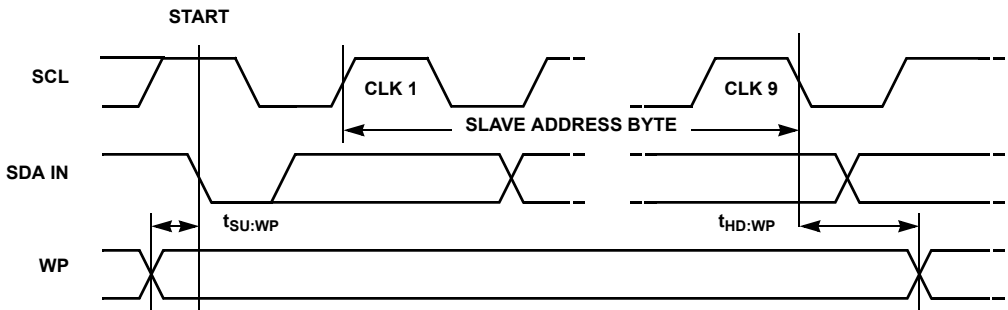 START
SCL
CLK 1
CLK 9
SLAVE ADDRESS BYTE
SDA IN
tSU:WP
tHD:WP
WP